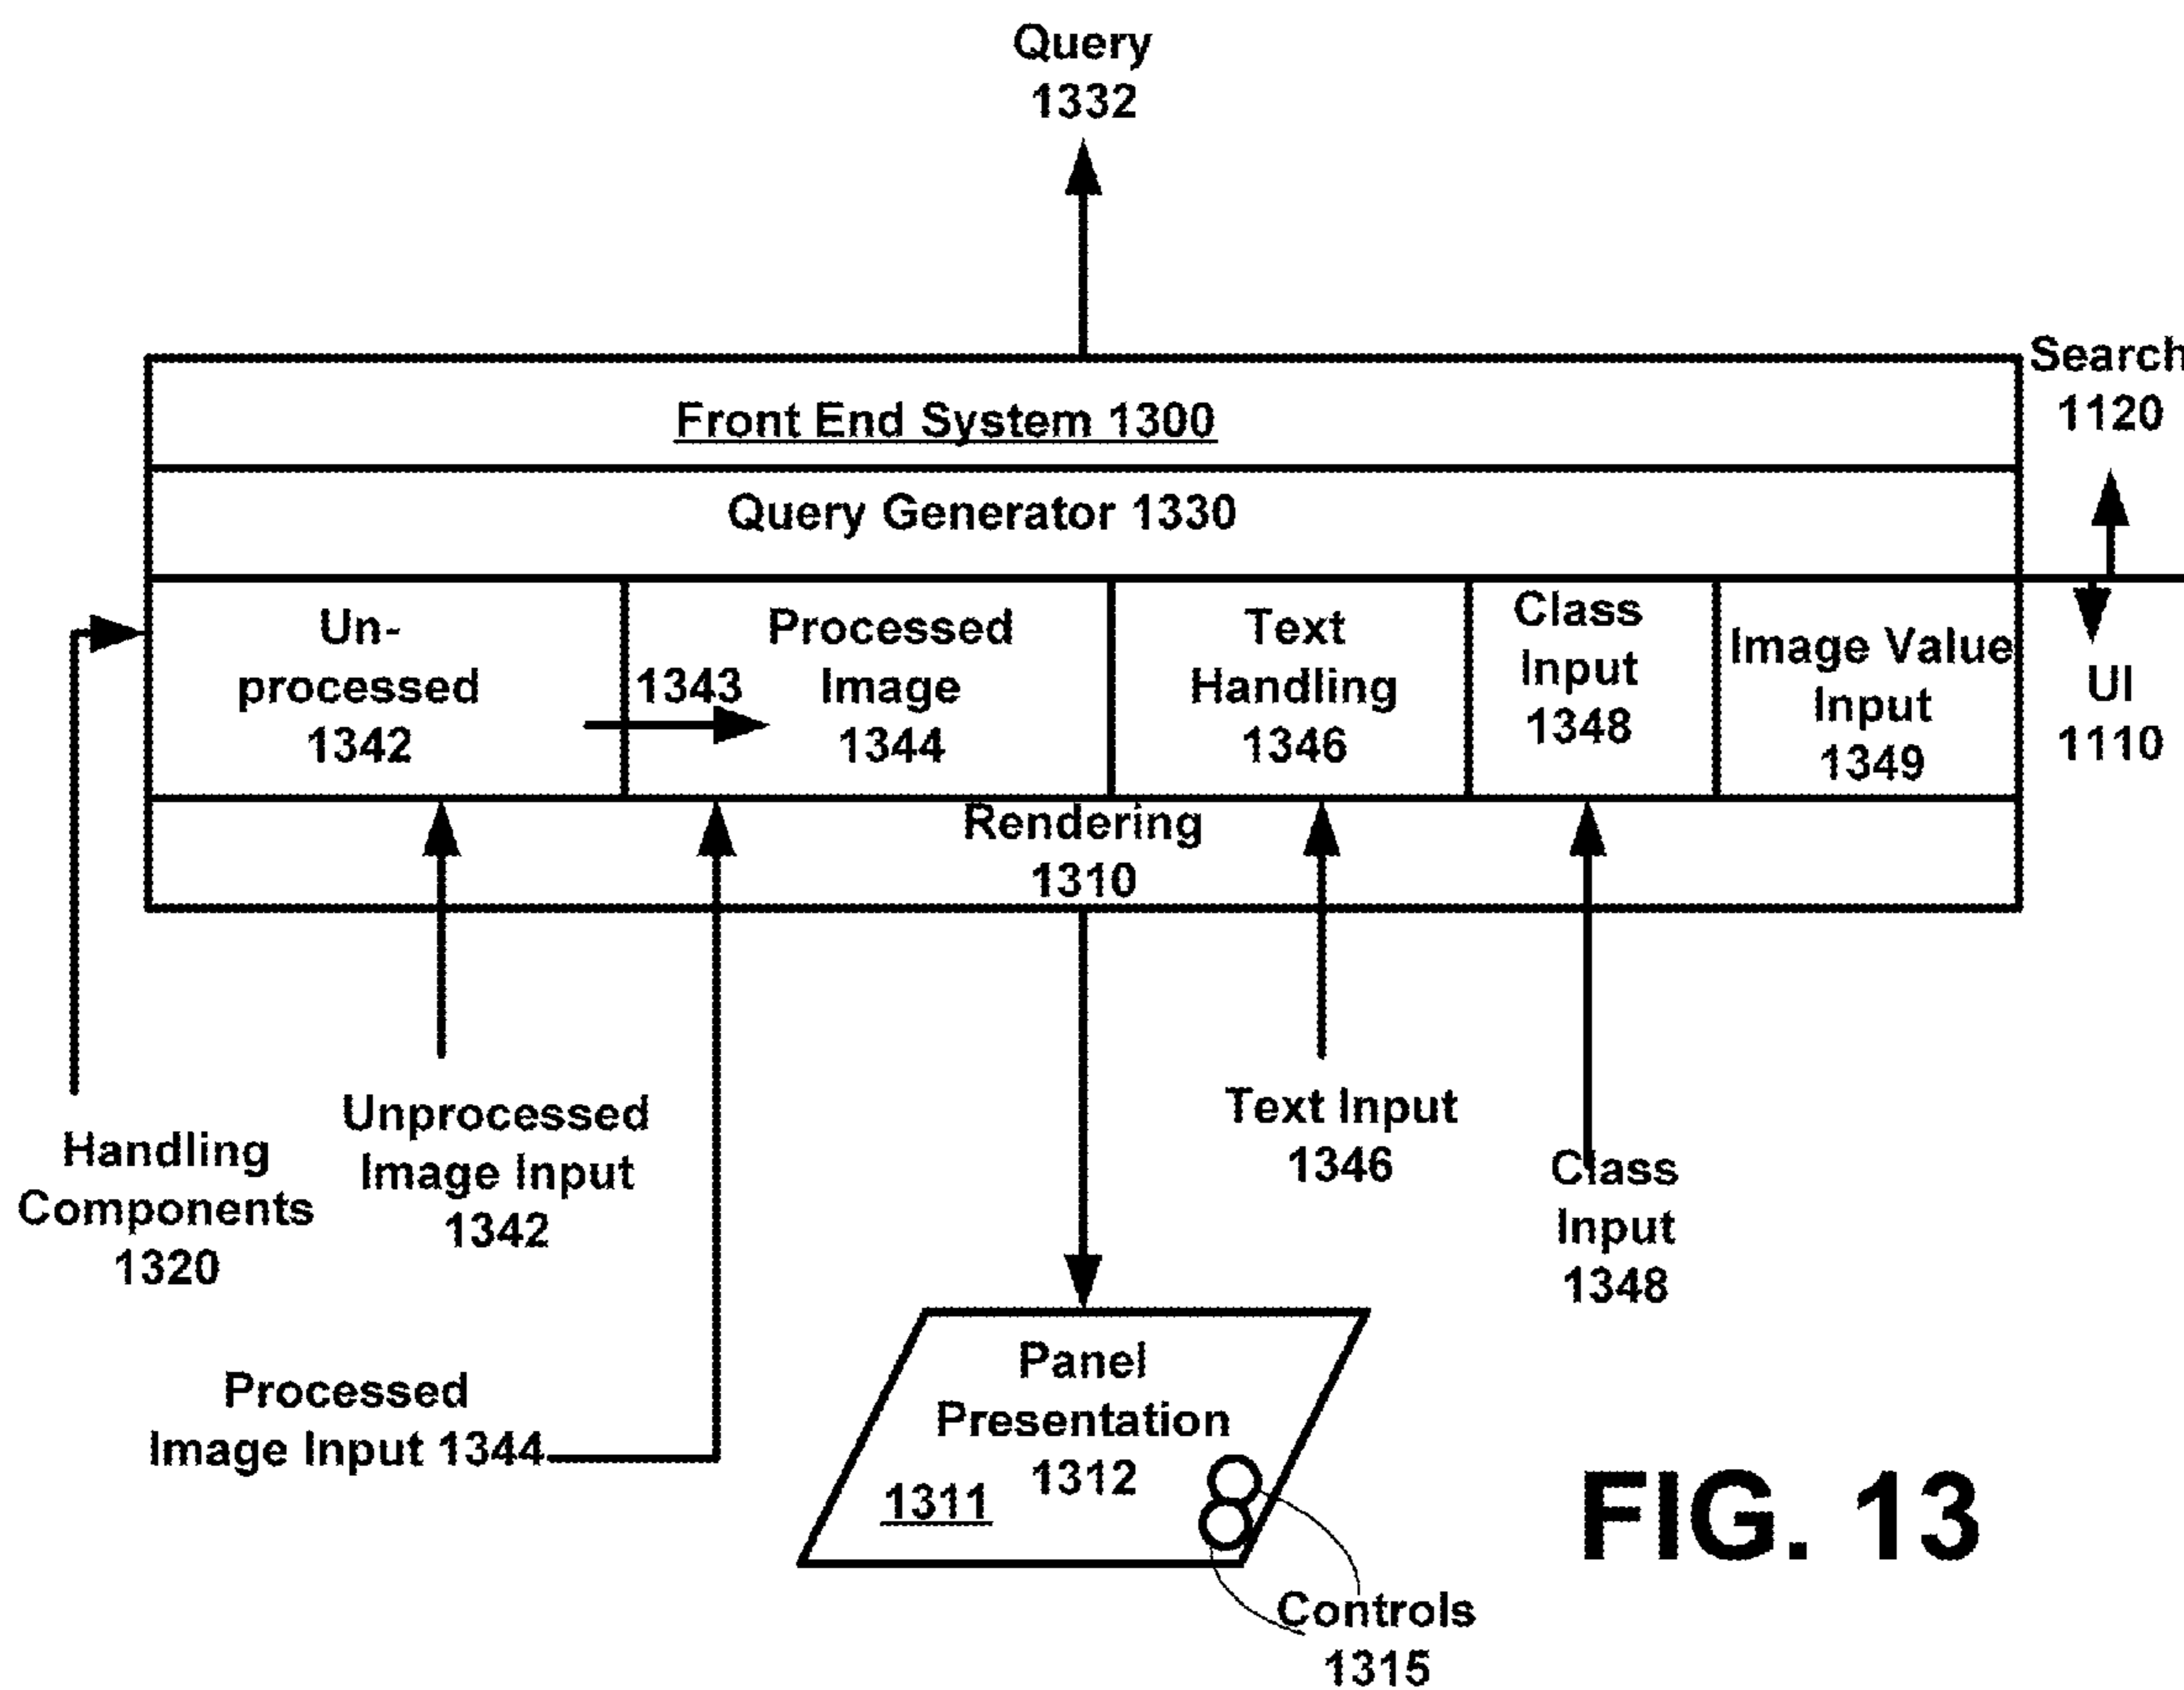 Query
1332
Search
1120
Front End System 1300
Query Generator 1330
Un-
processed
1342
1343
Processed
Image
1344
Text
Handling
1346
Class
Input
1348
Image Value
Input
1349
UI
1110
Rendering
1310
Handling
Components
1320
Unprocessed
Image Input
1342
Text Input
1346
Class
Input
1348
Processed
Image Input 1344
Panel
Presentation
1312
1311
Controls
1315
FIG. 13